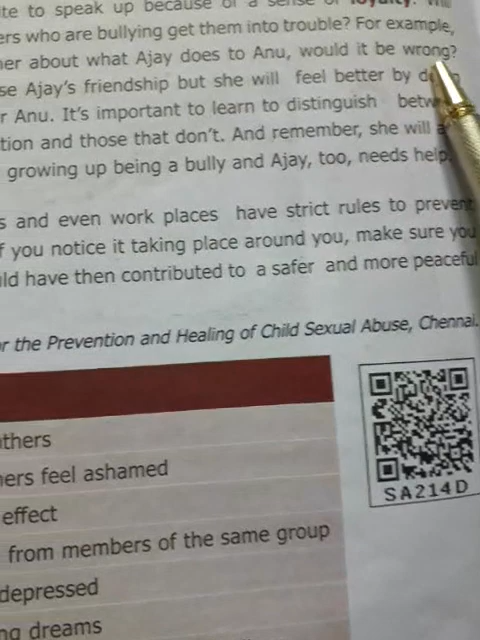 to speak up because of a sense of loyalty.
ers who are bullying get them into trouble? For example,
her about what Ajay does to Anu, would it be wrong?
se Ajay's friendship but she will feel better by
r Anu. It's important to learn to distinguish
tion and those that don't. And remember, she will
growing up being a bully and Ajay, too, needs help.
s and even work places have strict rules to prevent
f you notice it taking place around you, make sure you
ld have then contributed to a safer and more peaceful
r the Prevention and Healing of Child Sexual Abuse, Chennai.
thers
ers feel ashamed
effect
from members of the same group
depressed
ng dreams
SA214D